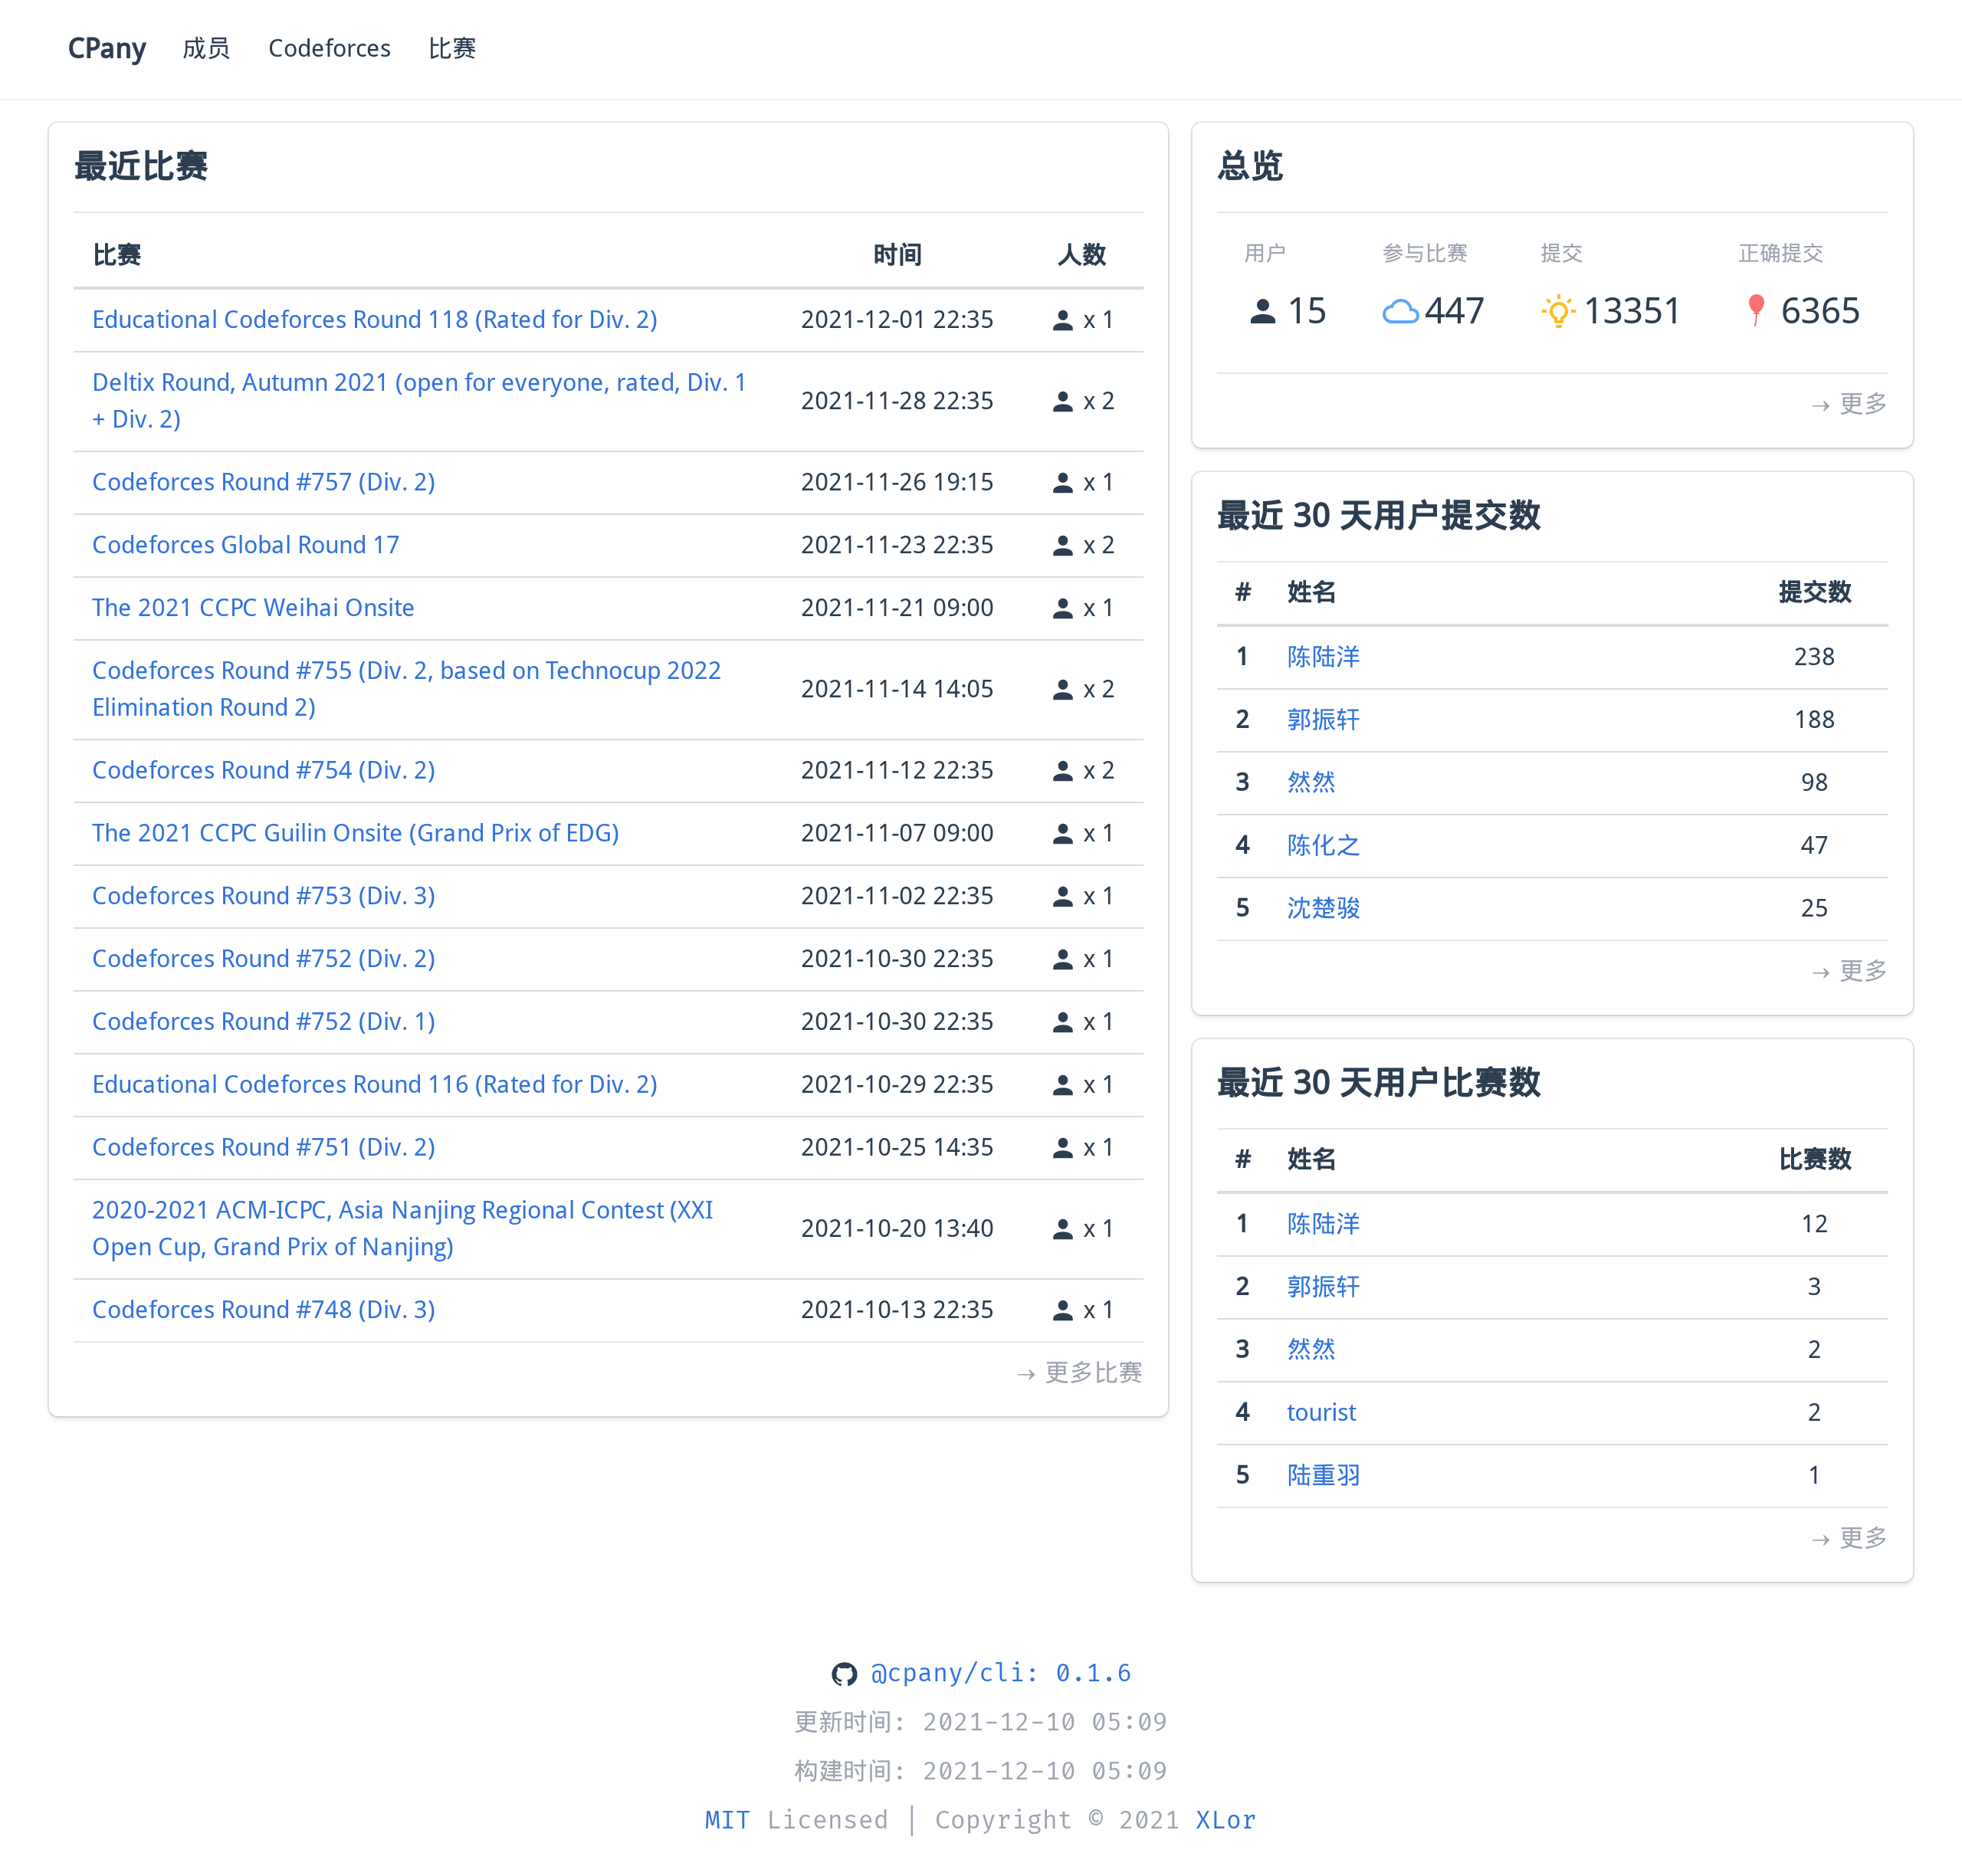 CPany 成员 Codeforces 比赛
最近比赛
比赛 时间 人数
Educational Codeforces Round 118 (Rated for Div. 2) 2021-12-01 22:35 x 1
Deltix Round, Autumn 2021 (open for everyone, rated, Div. 1
+ Div. 2) 2021-11-28 22:35 x 2
Codeforces Round #757 (Div. 2) 2021-11-26 19:15 x 1
Codeforces Global Round 17 2021-11-23 22:35 x 2
The 2021 CCPC Weihai Onsite 2021-11-21 09:00 x 1
Codeforces Round #755 (Div. 2, based on Technocup 2022
Elimination Round 2) 2021-11-14 14:05 x 2
Codeforces Round #754 (Div. 2) 2021-11-12 22:35 x 2
The 2021 CCPC Guilin Onsite (Grand Prix of EDG) 2021-11-07 09:00 x 1
Codeforces Round #753 (Div. 3) 2021-11-02 22:35 x 1
Codeforces Round #752 (Div. 2) 2021-10-30 22:35 x 1
Codeforces Round #752 (Div. 1) 2021-10-30 22:35 x 1
Educational Codeforces Round 116 (Rated for Div. 2) 2021-10-29 22:35 x 1
Codeforces Round #751 (Div. 2) 2021-10-25 14:35 x 1
2020-2021 ACM-ICPC, Asia Nanjing Regional Contest (XXI
Open Cup, Grand Prix of Nanjing) 2021-10-20 13:40 x 1
Codeforces Round #748 (Div. 3) 2021-10-13 22:35 x 1
→ 更多比赛
总览
用户 参与比赛 提交 正确提交
15 447 13351 6365
→ 更多
最近 30 天用户提交数
# 姓名 提交数
1 陈陆洋 238
2 郭振轩 188
3 然然 98
4 陈化之 47
5 沈楚骏 25
→ 更多
最近 30 天用户比赛数
# 姓名 比赛数
1 陈陆洋 12
2 郭振轩 3
3 然然 2
4 tourist 2
5 陆重羽 1
→ 更多
@cpany/cli: 0.1.6
更新时间: 2021-12-10 05:09
构建时间: 2021-12-10 05:09
MIT Licensed | Copyright © 2021 XLor